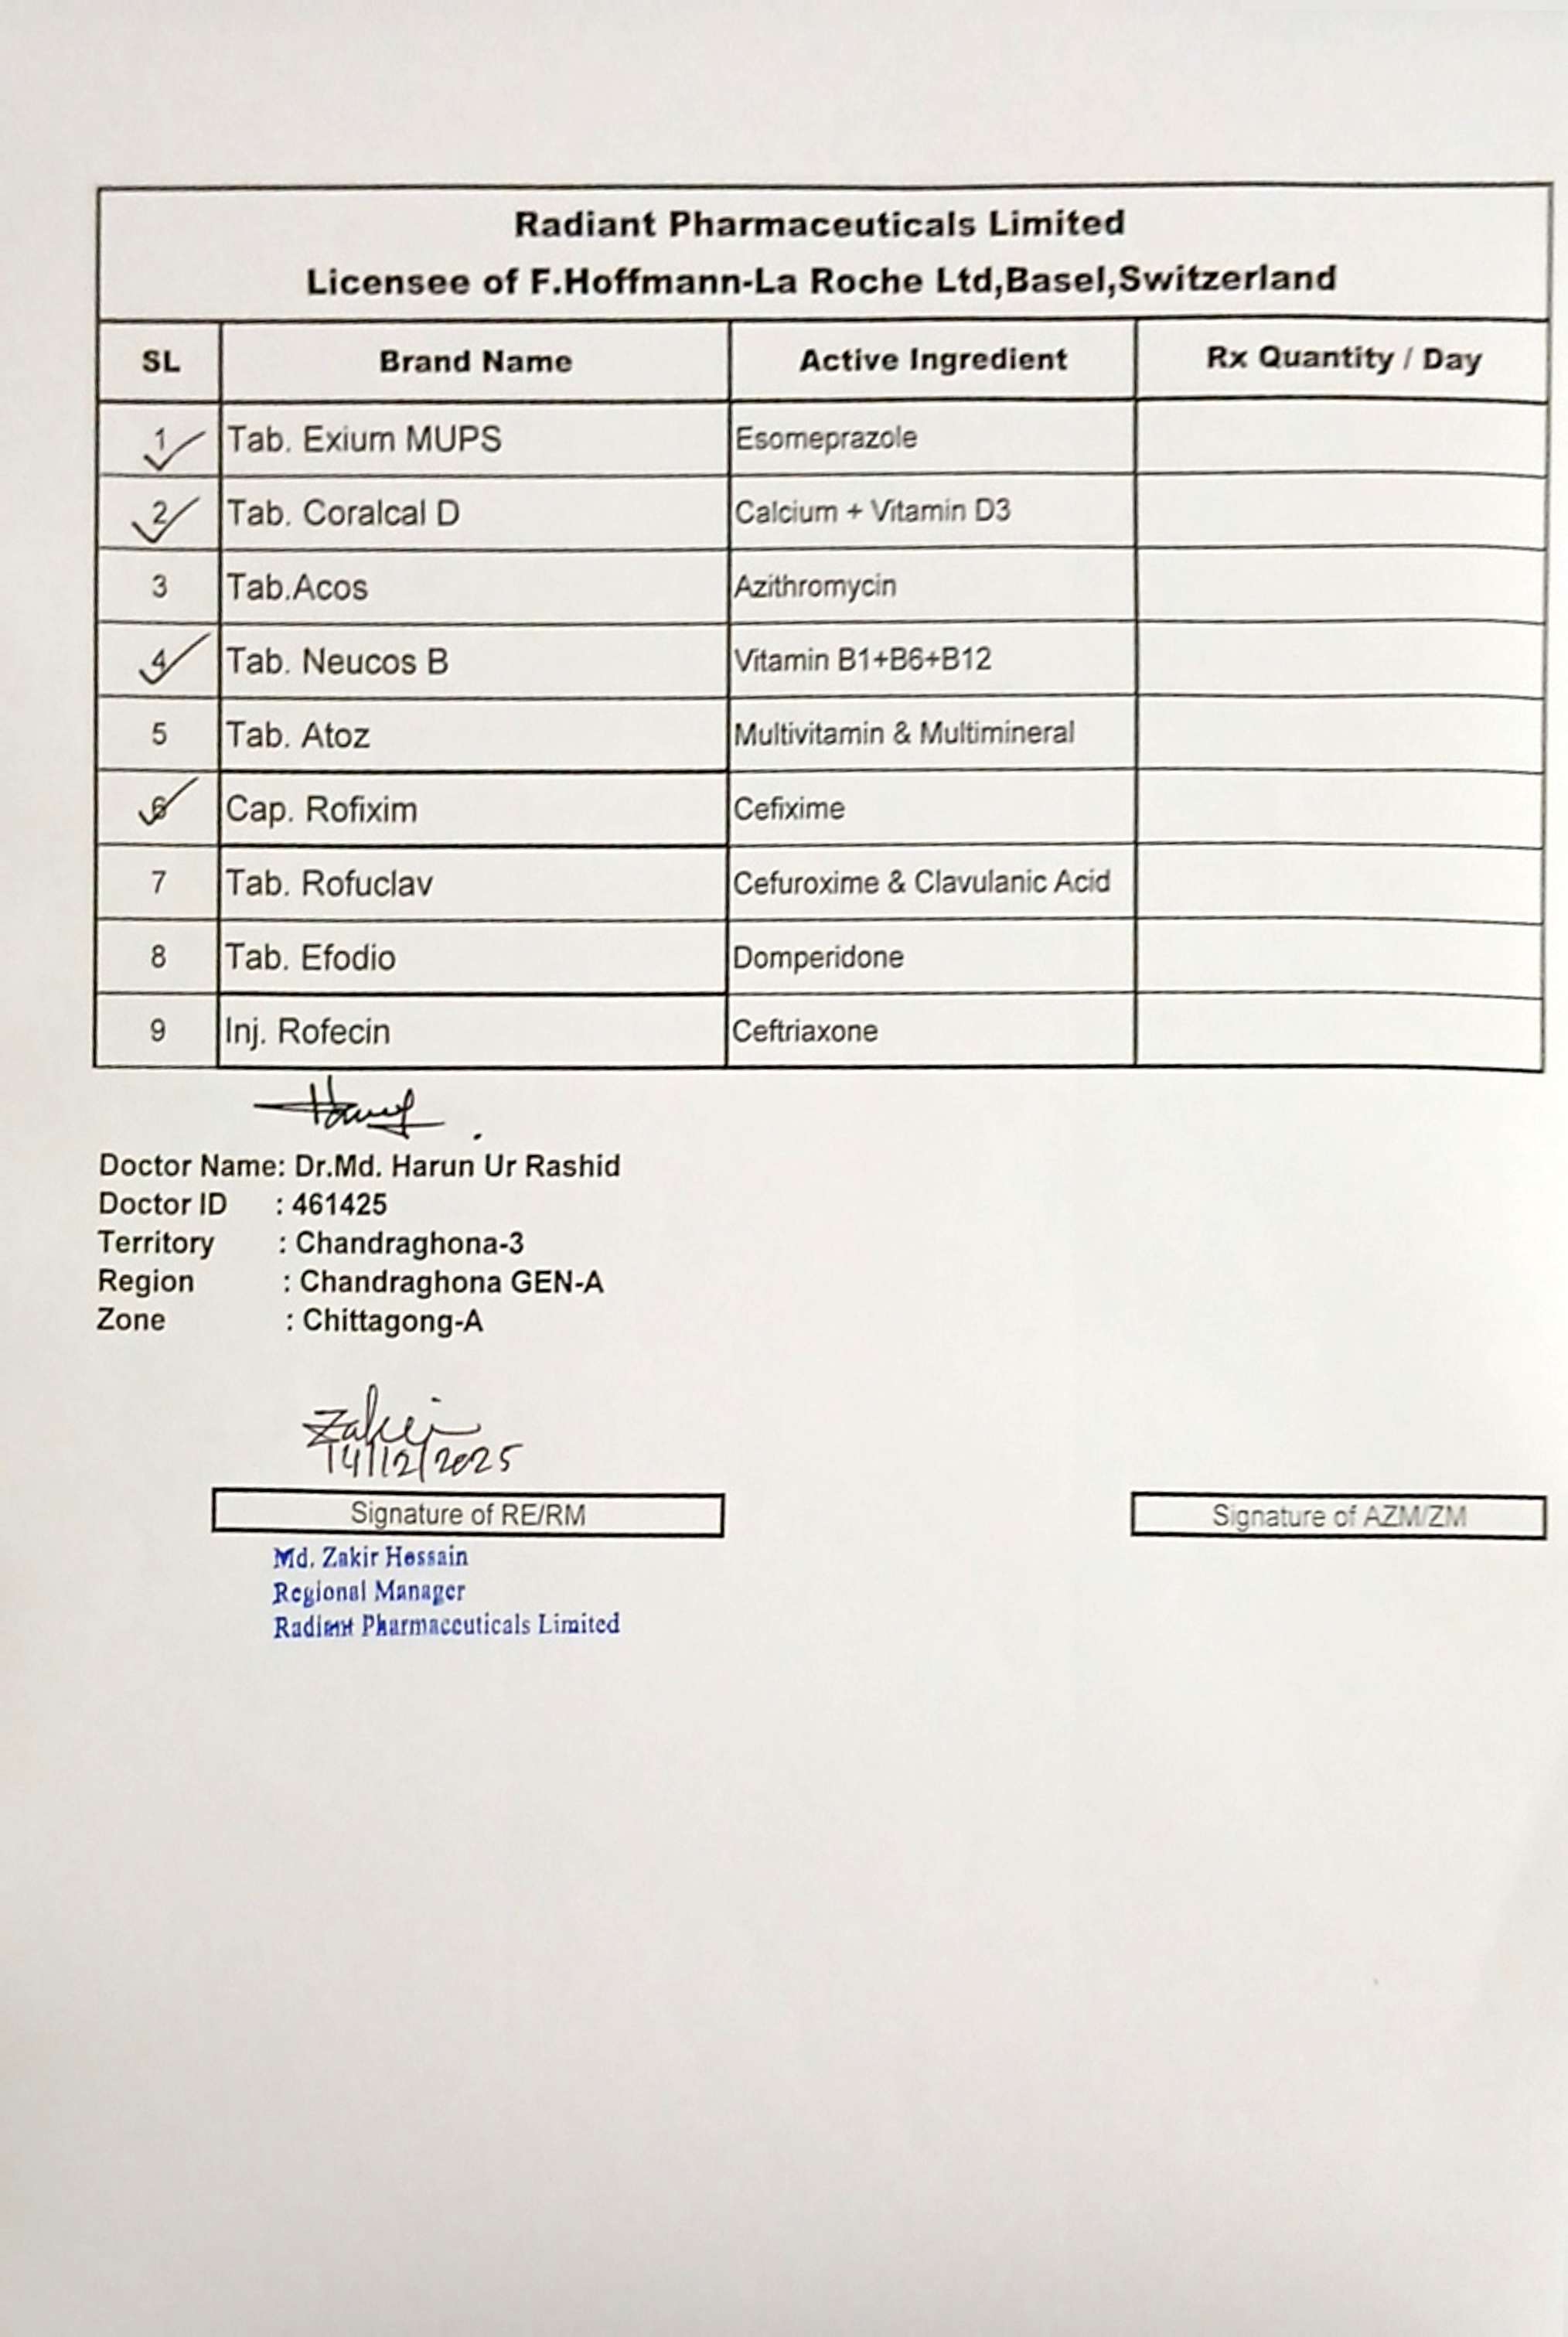 Radiant Pharmaceuticals Limited
Licensee of F.Hoffmann-La Roche Ltd,Basel,Switzerland
SL Brand Name Active Ingredient Rx Quantity / Day
1 Tab. Exium MUPS Esomeprazole
2 Tab. Coralcal D Calcium + Vitamin D3
3 Tab.Acos Azithromycin
4 Tab. Neucos B Vitamin B1+B6+B12
5 Tab. Atoz Multivitamin & Multimineral
6 Cap. Rofixim Cefixime
7 Tab. Rofuclav Cefuroxime & Clavulanic Acid
8 Tab. Efodio Domperidone
9 Inj. Rofecin Ceftriaxone
Doctor Name: Dr.Md. Harun Ur Rashid
Doctor ID : 461425
Territory : Chandraghona-3
Region : Chandraghona GEN-A
Zone : Chittagong-A
Zakir
14/12/2025
Signature of RE/RM Signature of AZM/ZM
Md. Zakir Hossain
Regional Manager
Radiant Pharmaceuticals Limited